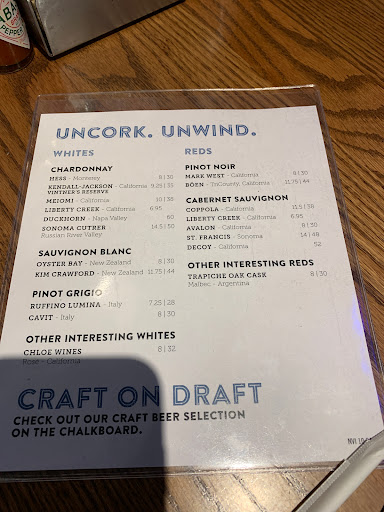 PEPPER
UNCORK. UNWIND.
WHITES
CHARDONNAY
HESS - Monterey 8 | 30
KENDALL-JACKSON - California 9.25 | 35
VINTNER'S RESERVE
MEIOMI - California 10 | 38
LIBERTY CREEK - California 6.95
DUCKHORN - Napa Valley 60
SONOMA CUTRER 14.5 | 50
Russian River Valley
SAUVIGNON BLANC
OYSTER BAY - New Zealand 8 | 30
KIM CRAWFORD - New Zealand 11.75 | 44
PINOT GRIGIO
RUFFINO LUMINA - Italy 7.25 | 28
CAVIT - Italy 8 | 30
OTHER INTERESTING WHITES
CHLOE WINES 8 | 32
California
REDS
PINOT NOIR
MARK WEST - California 8 | 30
BÖEN - TriCounty, California 11.75 | 44
CABERNET SAUVIGNON
COPPOLA - California 11.5 | 38
LIBERTY CREEK - California 6.95
AVALON - California 8 | 30
ST. FRANCIS - Sonoma 14 | 48
DECOY - California 52
OTHER INTERESTING REDS
TRAPICHE OAK CASK 8 | 30
Malbec - Argentina
CRAFT ON DRAFT
CHECK OUT OUR CRAFT BEER SELECTION
ON THE CHALKBOARD.